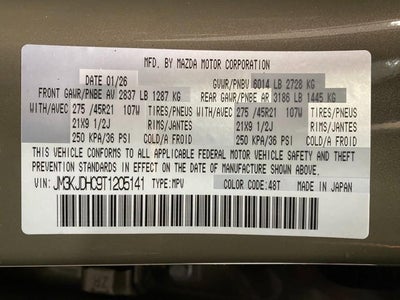 MFD. BY MAZDA MOTOR CORPORATION
DATE 01/26 GVWR/PNBV 6014 LB 2728 KG
FRONT GAWR/PNBE AV 2837 LB 1287 KG REAR GAWR/PNBE AR 3186 LB 1445 KG
WITH/AVEC 275 /45R21 107W TIRES/PNEUS WITH/AVEC 275 /45R21 107W TIRES/PNEUS
21X9 1/2J RIMS/JANTES 21X9 1/2J RIMS/JANTES
250 KPA/36 PSI COLD/A FROID 250 KPA/36 PSI COLD/A FROID
THIS VEHICLE CONFORMS TO ALL APPLICABLE FEDERAL MOTOR VEHICLE SAFETY AND THEFT
PREVENTION STANDARDS IN EFFECT ON THE DATE OF MANUFACTURE SHOWN ABOVE.
VIN: JM3KJDHC9T1205141 TYPE:MPV COLOR CODE:48T MADE IN JAPAN